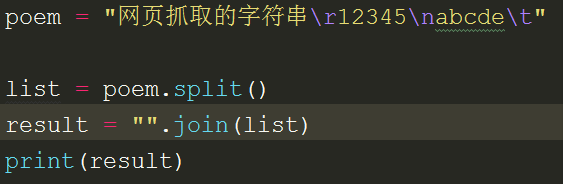 poem = "网页抓取的字符串\r12345\nabcde\t"
list = poem.split()
result = "".join(list)
print(result)